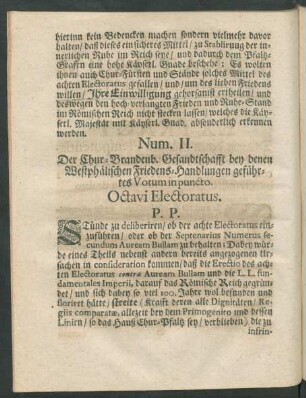 hierinn kein Bedencken machen sondern vielmehr davor
halten/ daß dieses ein sicheres Mittel/ zu Stabilirung der in-
nerlichen Ruhe im Reich seye/ und dadurch dem Pfaltz-
Grafen eine hohe Käyserl. Gnade beschehe: Es wolten
ihnen auch Chur-Fürsten und Stände solches Mittel des
achten Electoratus gefallen/ und/ um des lieben Friedens
willen/ Ihre Einwilligung gehorsamst ertheilen/ und
deswegen den hoch-verlangten Frieden und Ruhe-Stand
im Römischen Reich nicht stecken lassen/ welches die Käy-
serl. Majestät mit Käyserl. Gnad. absonderlich erkennen
werden.
Num. II.
Der Chur-Brandenb. Gesandtschafft bey denen
Westphälischen Friedens-Handlungen geführ-
tes Votum in puncto.
Octavi Electoratus.
P. P.
Stünde zu deliberiren/ ob der achte Electoratus ein-
zuführen/ oder ob der Septenarius Numerus se-
cundum Auream Bullam zu behalten: Dabey wür-
de eines Theils nebenst andern bereits angezogenen Ur-
sachen in consideration kommen/ daß die Erectio des ach-
ten Electoratus contra Auream Bullam und die L. L. fun-
damentales Imperii, darauf das Römische Reich gegrün-
det/ und sich dabey so viel 100. Jahre wol befunden und
floriret hätte/ streite (Krafft deren alle Dignitäten/ Re-
giis comparatæ, allezeit bey dem Primogenito und dessen
Linien/ so das Hauß Chur-Pfaltz sey/ verblieben) die zu
infrin-